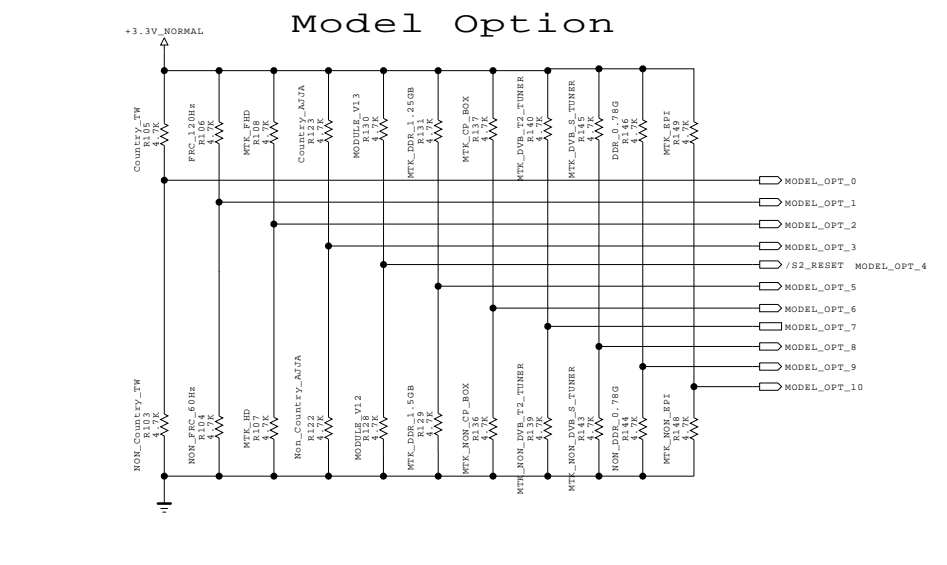 Model Option
+3.3V_NORMAL
Country_TW
R105
4.7K
FRC_120Hz
R106
4.7K
MTK_FHD
R108
4.7K
Country_AJJA
R123
4.7K
MODULE_V13
R130
4.7K
MTK_DDR_1.25GB
R131
4.7K
MTK_CP_BOX
R137
4.7K
MTK_DVB_T2_TUNER
R140
4.7K
MTK_DVB_S_TUNER
R145
4.7K
DDR_0.78G
R146
4.7K
MTK_EPI
R149
4.7K
MODEL_OPT_0
MODEL_OPT_1
MODEL_OPT_2
MODEL_OPT_3
/S2_RESET MODEL_OPT_4
MODEL_OPT_5
MODEL_OPT_6
MODEL_OPT_7
MODEL_OPT_8
MODEL_OPT_9
MODEL_OPT_10
NON_Country_TW
R103
4.7K
NON_FRC_60Hz
R104
4.7K
MTK_HD
R107
4.7K
Non_Country_AJJA
R122
4.7K
MODULE_V12
R128
4.7K
MTK_DDR_1.5GB
R129
4.7K
MTK_NON_CP_BOX
R136
4.7K
MTK_NON_DVB_T2_TUNER
R139
4.7K
MTK_NON_DVB_S_TUNER
R143
4.7K
NON_DDR_0.78G
R144
4.7K
MTK_NON_EPI
R148
4.7K